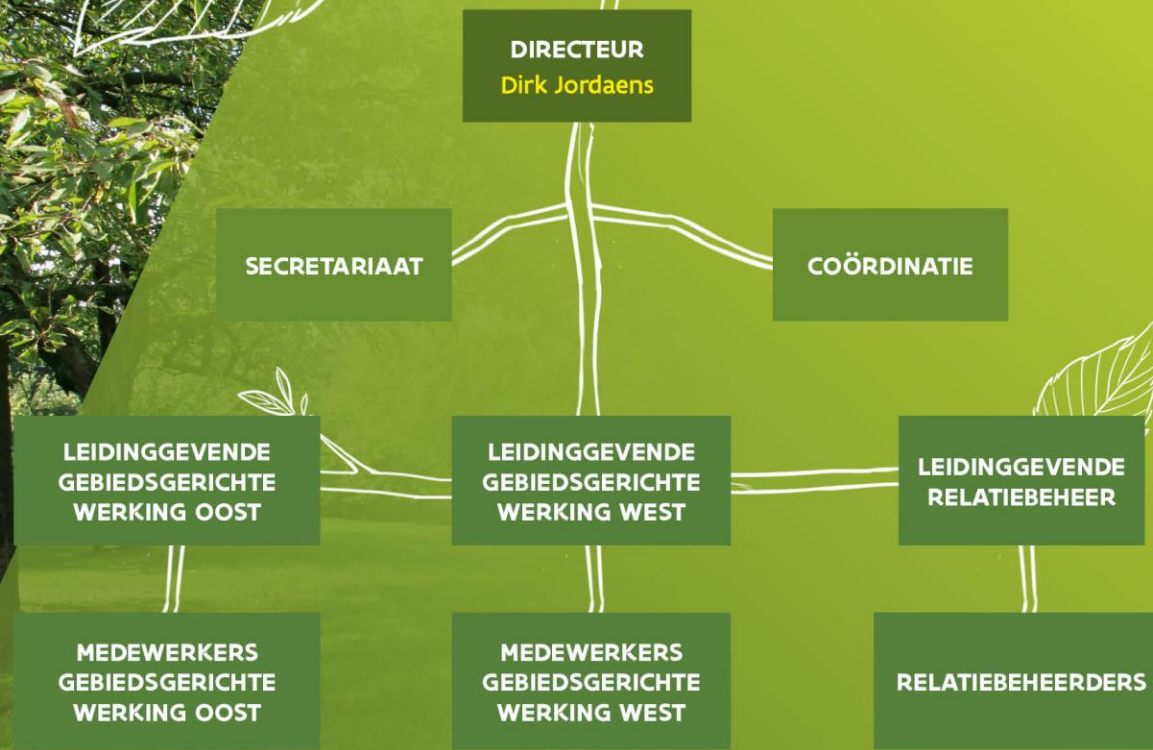 DIRECTEUR
Dirk Jordaens
SECRETARIAAT
COÖRDINATIE
LEIDINGGEVENDE
GEBIEDSGERICHTE
WERKING OOST
LEIDINGGEVENDE
GEBIEDSGERICHTE
WERKING WEST
LEIDINGGEVENDE
RELATIEBEHEER
MEDEWERKERS
GEBIEDSGERICHTE
WERKING OOST
MEDEWERKERS
GEBIEDSGERICHTE
WERKING WEST
RELATIEBEHEERDERS